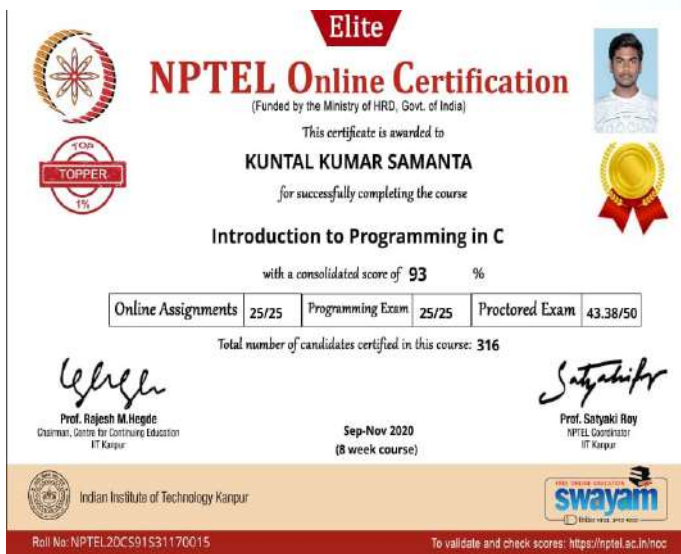 Elite
NPTEL Online Certification
(Funded by the Ministry of HRD, Govt. of India)
This certificate is awarded to
KUNTAL KUMAR SAMANTA
TOP
TOPPER
1%
for successfully completing the course
Introduction to Programming in C
with a consolidated score of 93 %
Online Assignments 25/25 Programming Exam 25/25 Proctored Exam 43.38/50
Total number of candidates certified in this course: 316
Prof. Rajesh M.Hegde
Chairman, Centre for Continuing Education
IIT Kanpur
Sep-Nov 2020
(8 week course)
Prof. Satyaki Roy
NPTEL Coordinator
IIT Kanpur
Indian Institute of Technology Kanpur
FREE ONLINE EDUCATION
swayam
Roll No: NPTEL20CS91S31170015
To validate and check scores: https://nptel.ac.in/noc